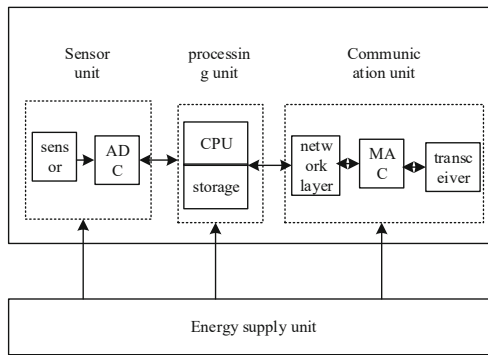 Sensor
unit
processin
g unit
Communic
ation unit
sens
or
AD
C
CPU
storage
netw
ork
layer
MA
C
transc
eiver
Energy supply unit